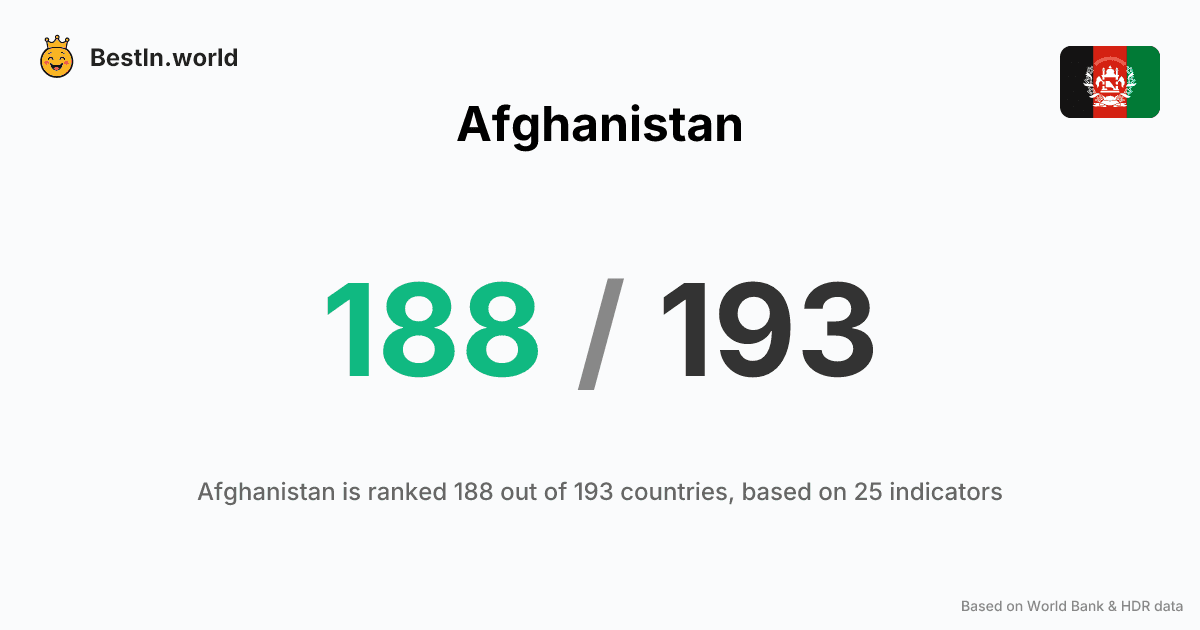 BestIn.world
Afghanistan
188 / 193
Afghanistan is ranked 188 out of 193 countries, based on 25 indicators
Based on World Bank & HDR data